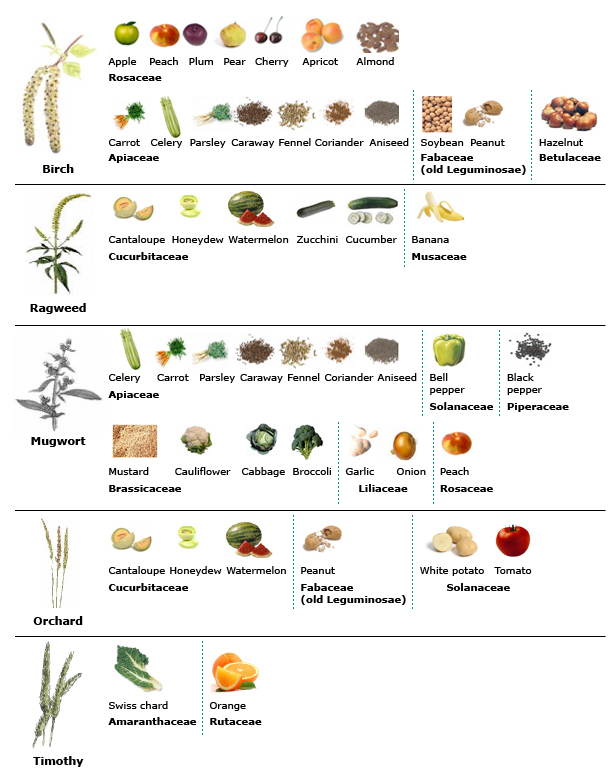 Apple Peach Plum Pear Cherry Apricot Almond
Rosaceae
Carrot Celery Parsley Caraway Fennel Coriander Aniseed Soybean Peanut Hazelnut
Apiaceae Fabaceae Betulaceae
(old Leguminosae)
Birch
Cantaloupe Honeydew Watermelon Zucchini Cucumber Banana
Cucurbitaceae Musaceae
Ragweed
Celery Carrot Parsley Caraway Fennel Coriander Aniseed Bell Black
Apiaceae pepper pepper
Solanaceae Piperaceae
Mugwort
Mustard Cauliflower Cabbage Broccoli Garlic Onion Peach
Brassicaceae Liliaceae Rosaceae
Cantaloupe Honeydew Watermelon Peanut White potato Tomato
Cucurbitaceae Fabaceae Solanaceae
(old Leguminosae)
Orchard
Swiss chard Orange
Amaranthaceae Rutaceae
Timothy